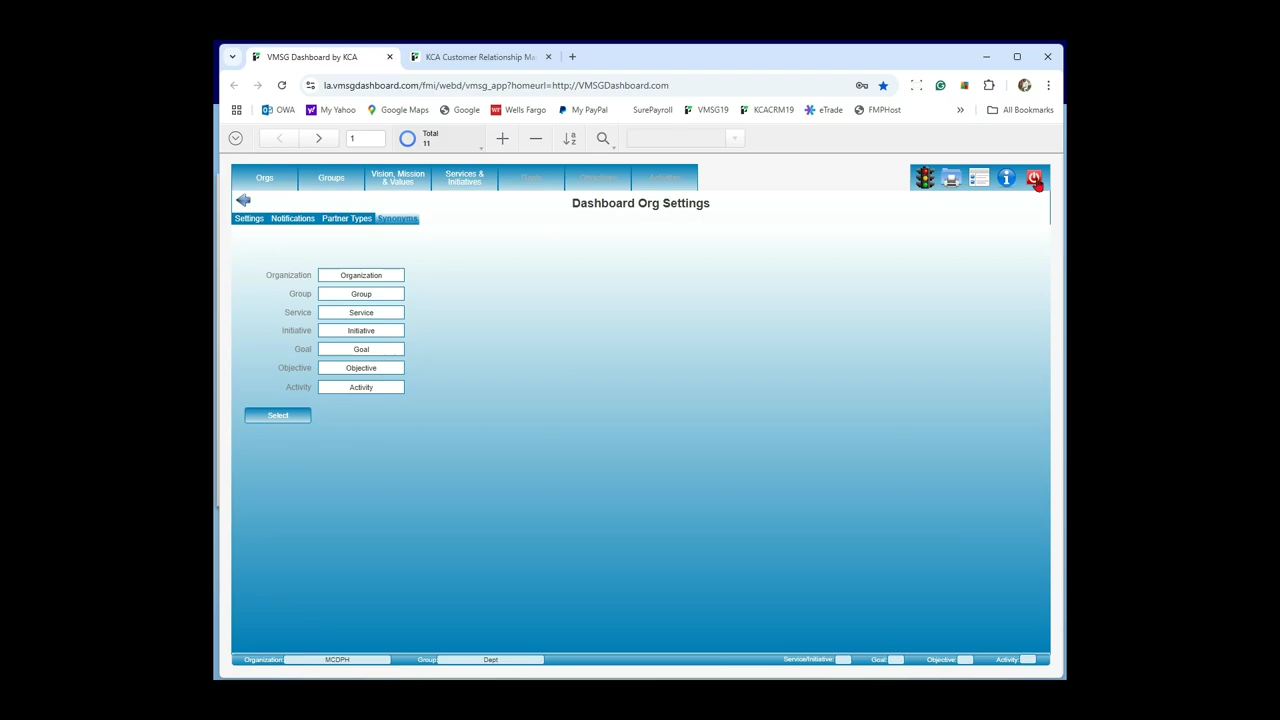 VMSG Dashboard by KCA
KCA Customer Relationship Ma
la.vmsgdashboard.com/fmi/webd/vmsg_app?homeurl=http://VMSGDashboard.com
OWA My Yahoo Google Maps Google Wells Fargo My PayPal SurePayroll VMSG19 KCACRM19 eTrade FMPHost » All Bookmarks
1 Total
11
Orgs Groups Vision, Mission & Values Services & Initiatives Goals Objectives Activities
Dashboard Org Settings
Settings Notifications Partner Types Synonyms
Organization Organization
Group Group
Service Service
Initiative Initiative
Goal Goal
Objective Objective
Activity Activity
Select
Organization: MCDPH Group: Dept Service/Initiative: Goal: Objective: Activity: